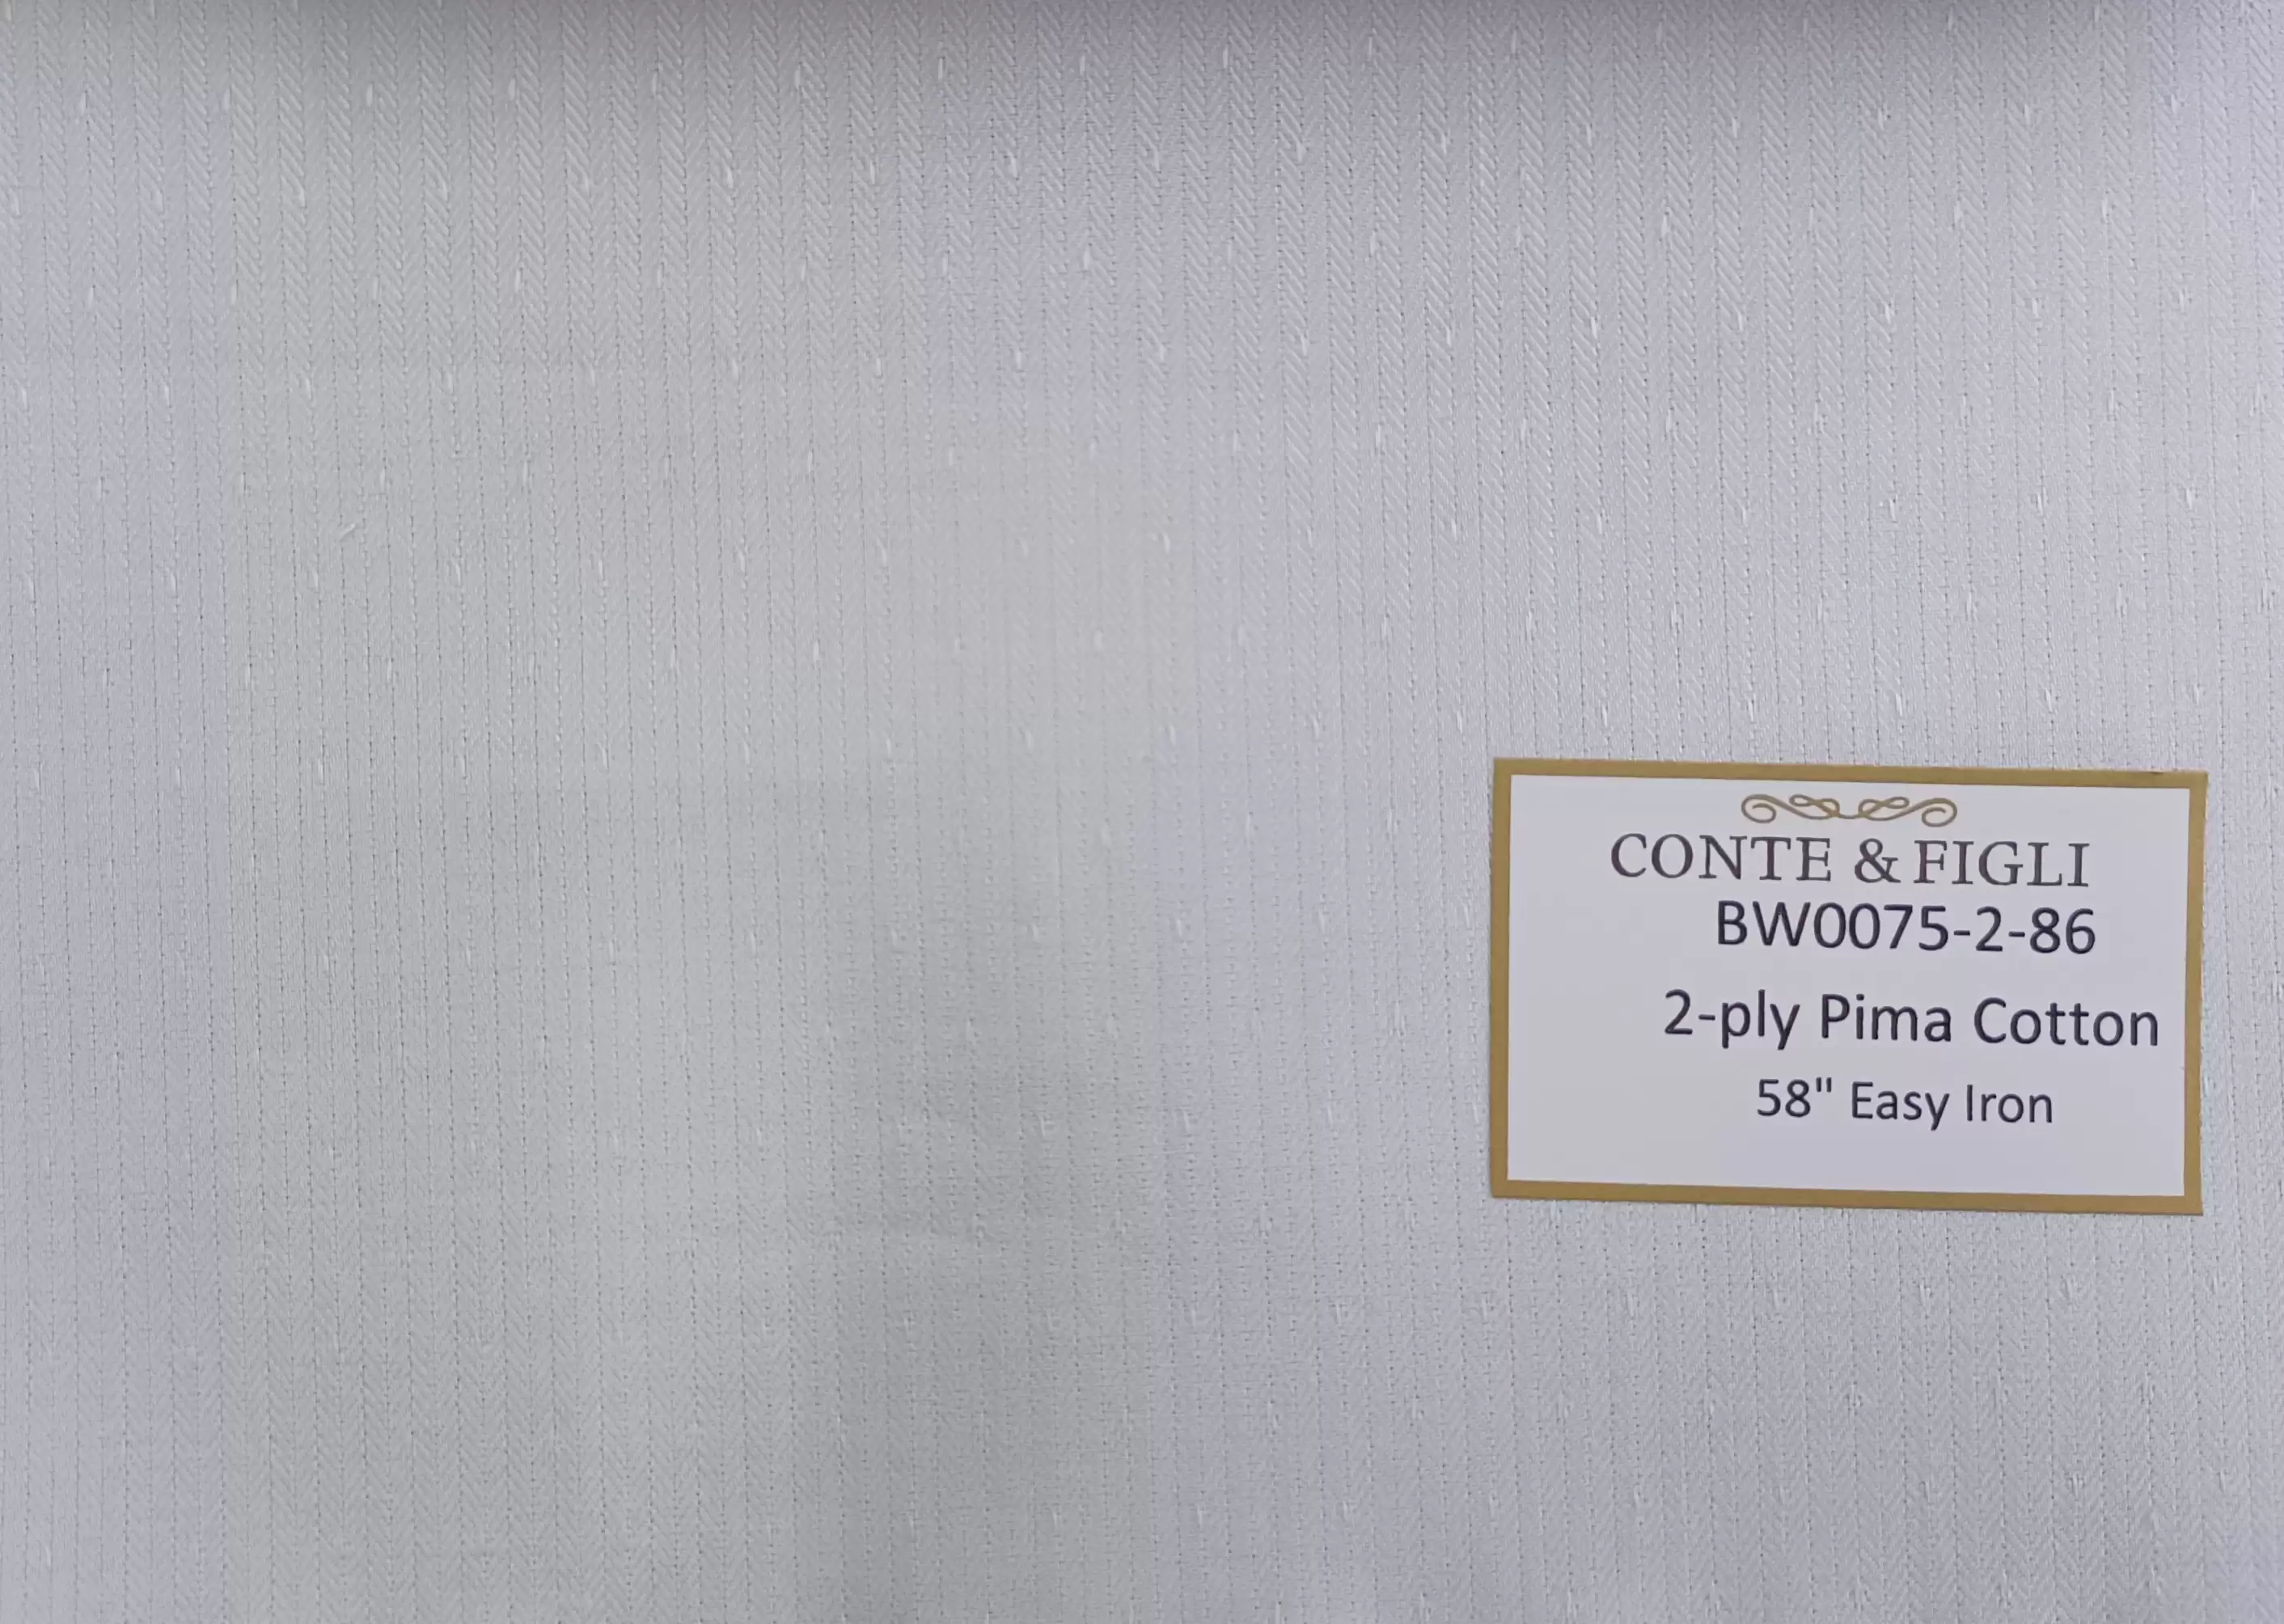 CONTE & FIGLI
BW0075-2-86
2-ply Pima Cotton
58" Easy Iron